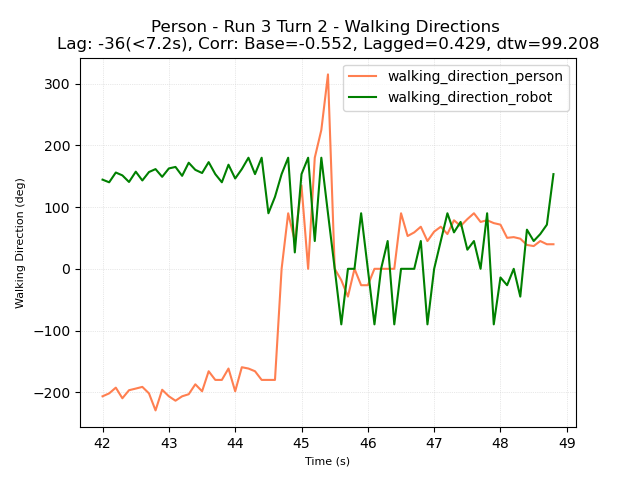 Person - Run 3 Turn 2 - Walking Directions
Lag: -36(<7.2s), Corr: Base=-0.552, Lagged=0.429, dtw=99.208
walking_direction_person
walking_direction_robot
Walking Direction (deg)
300
200
100
0
−100
−200
42 43 44 45 46 47 48 49
Time (s)